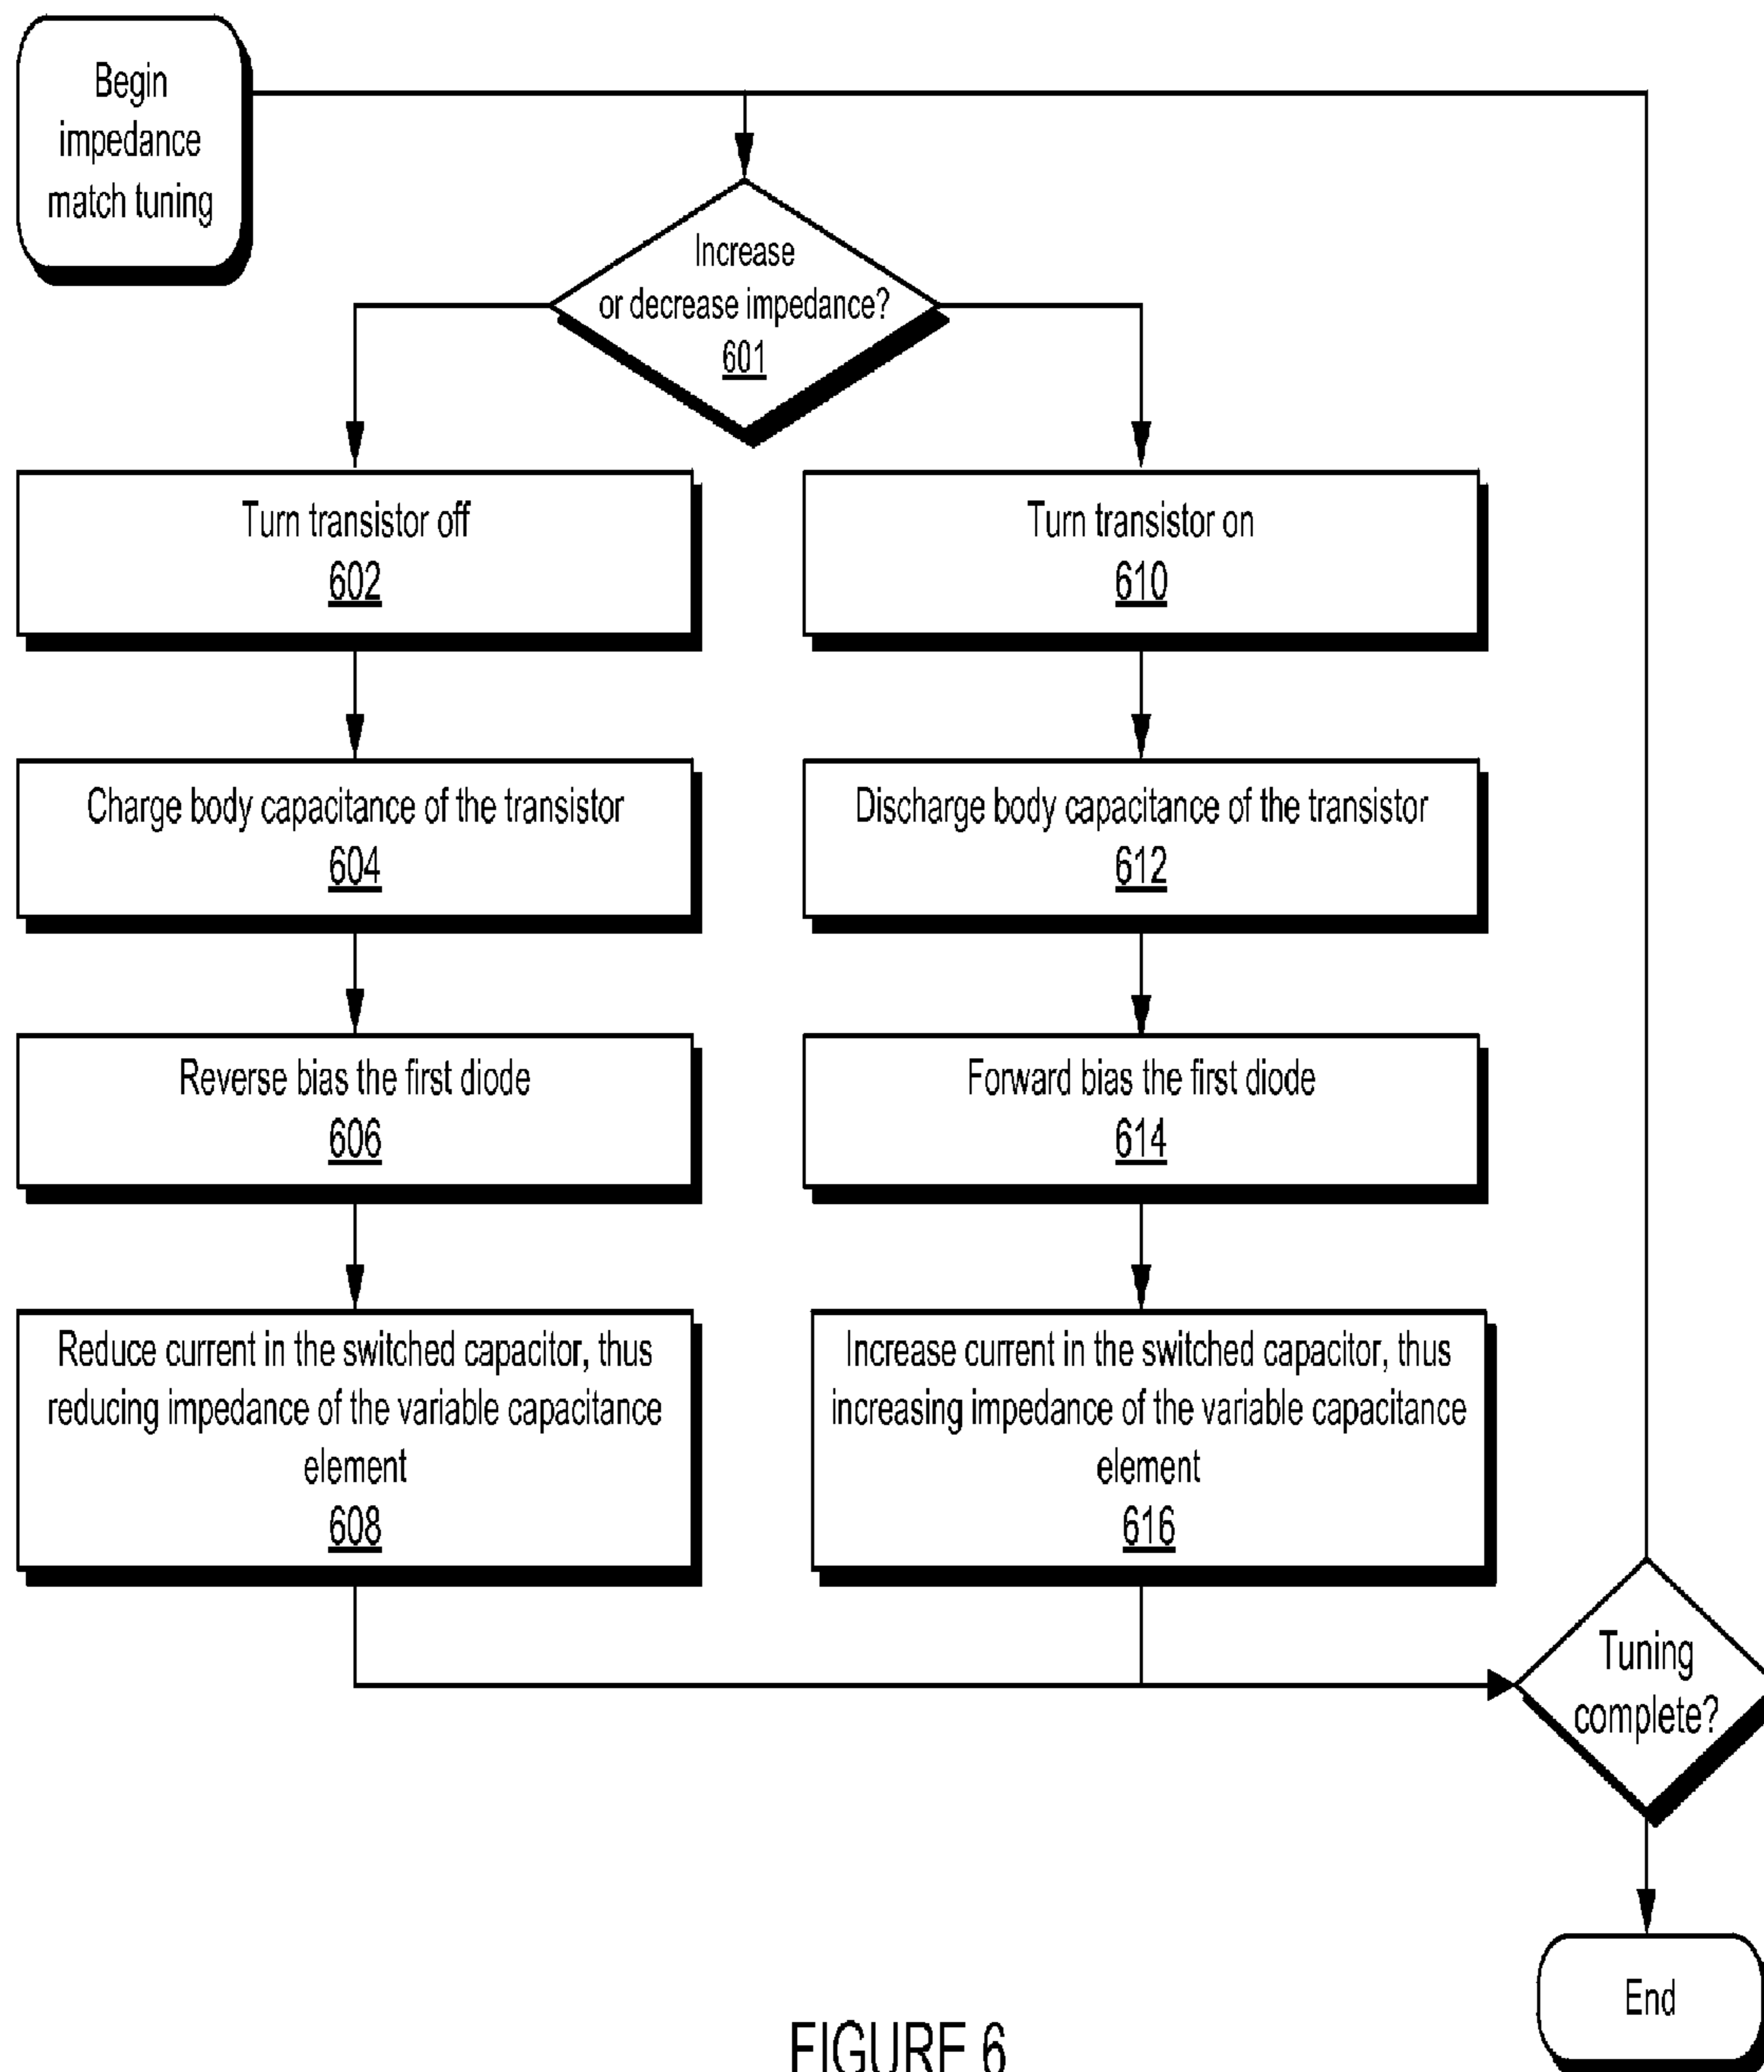 Begin
impedance
match tuning
Increase
or decrease impedance?
601
Turn transistor off
602
Charge body capacitance of the transistor
604
Reverse bias the first diode
606
Reduce current in the switched capacitor, thus
reducing impedance of the variable capacitance
element
608
Turn transistor on
610
Discharge body capacitance of the transistor
612
Forward bias the first diode
614
Increase current in the switched capacitor, thus
increasing impedance of the variable capacitance
element
616
Tuning
complete?
End
FIGURE 6